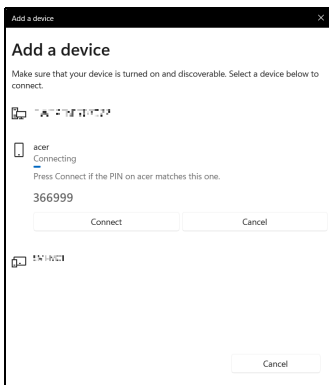 Add a device
Add a device
Make sure that your device is turned on and discoverable. Select a device below to
connect.
acer
Connecting
Press Connect if the PIN on acer matches this one.
366999
Connect
Cancel
Cancel